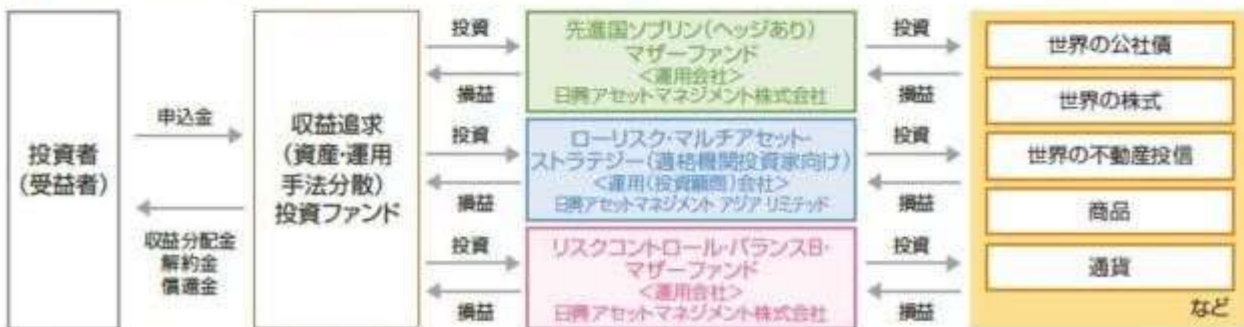 投資者
(受益者)
申込金
収益分配金
解約金
償還金
収益追求
(資産・運用
手法分散)
投資ファンド
投資
損益
投資
損益
投資
損益
先進国ソブリン(ヘッジあり)
マザーファンド
<運用会社>
日興アセットマネジメント株式会社
ローリスク・マルチアセット・
ストラテジー(適格機関投資家向け)
<運用(投資顧問)会社>
日興アセットマネジメント アジア リミテッド
リスクコントロール・バランスB・
マザーファンド
<運用会社>
日興アセットマネジメント株式会社
投資
損益
投資
損益
投資
損益
世界の公社債
世界の株式
世界の不動産投信
商品
通貨
など